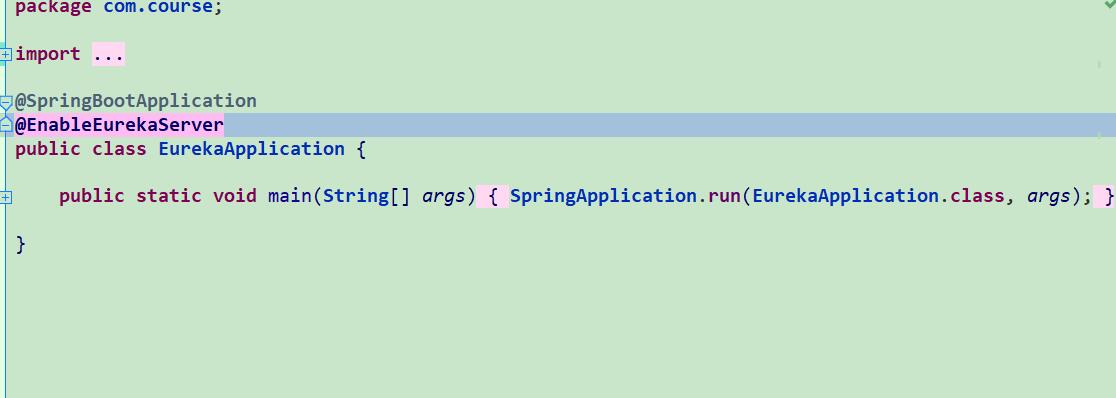 package com.course;
import ...
@SpringBootApplication
@EnableEurekaServer
public class EurekaApplication {
public static void main(String[] args) { SpringApplication.run(EurekaApplication.class, args); }
}